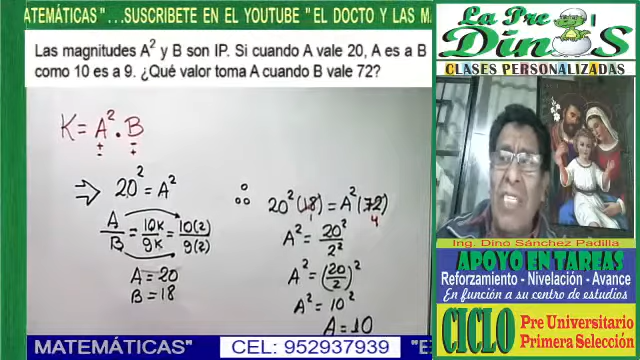 ATEMÁTICAS"...SUSCRIBETE EN EL YOUTUBE "EL DOCTO Y LAS MA
La Pre
DinoS
CLASES PERSONALIZADAS
Las magnitudes A² y B son IP. Si cuando A vale 20, A es a B
como 10 es a 9. ¿Qué valor toma A cuando B vale 72?
K = A² · B
± ±
⇒ 20² = A²
A/B = 10K/9K = 10(2)/9(2)
A = 20
B = 18
∴ 20²(18) = A²(72)
4
A² = 20²/2²
A² = (20/2)²
A² = 10²
A = 10
Ing. Dino Sánchez Padilla
APOYO EN TAREAS
Reforzamiento - Nivelación - Avance
En función a su centro de estudios
CICLO Pre Universitario
Primera Selección
MATEMÁTICAS"
CEL: 952937939
"E